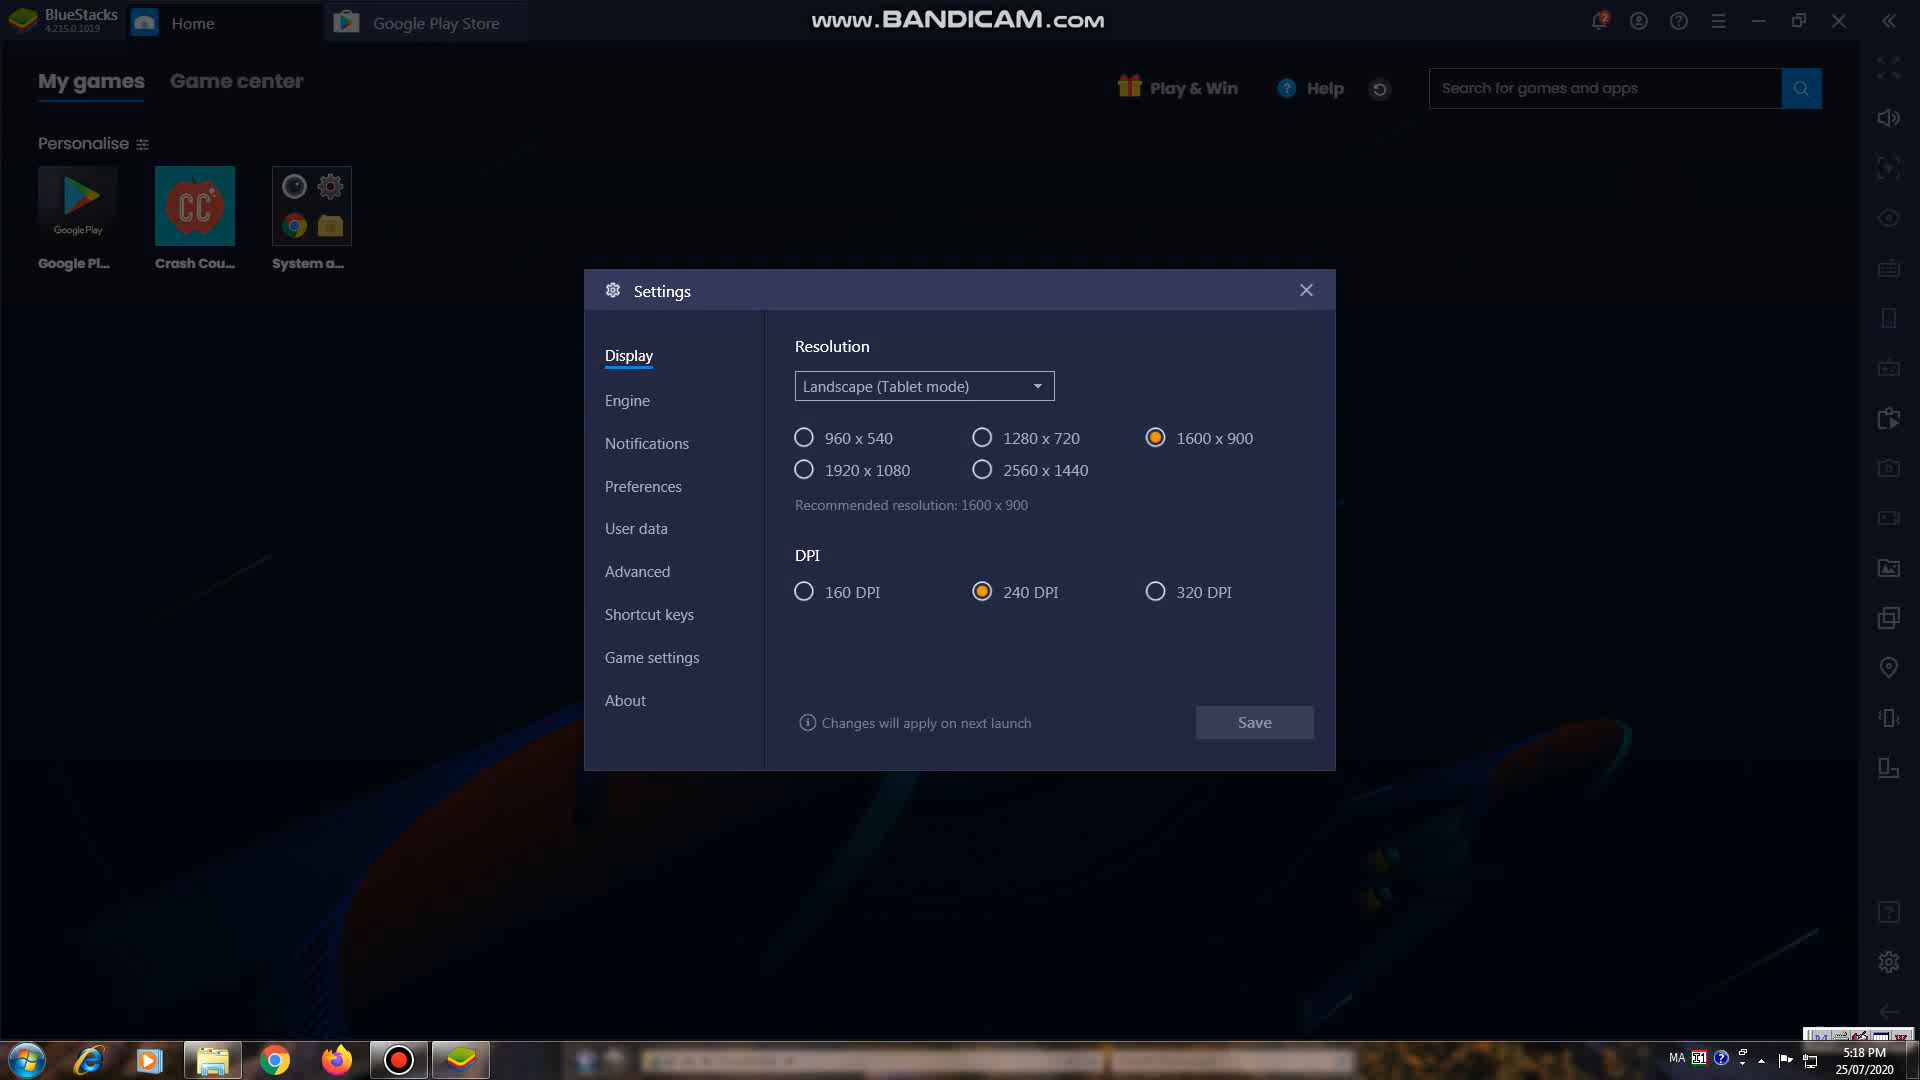 BlueStacks
4.215.0.1019
Home
Google Play Store
www.BANDICAM.com
2
My games
Game center
Play & Win
Help
Search for games and apps
Personalise
Google Play
CC
Google Pl...
Crash Cou...
System a...
Settings
Display
Engine
Notifications
Preferences
User data
Advanced
Shortcut keys
Game settings
About
Resolution
Landscape (Tablet mode)
960 x 540
1280 x 720
1600 x 900
1920 x 1080
2560 x 1440
Recommended resolution: 1600 x 900
DPI
160 DPI
240 DPI
320 DPI
Changes will apply on next launch
Save
MA
5:18 PM
25/07/2020